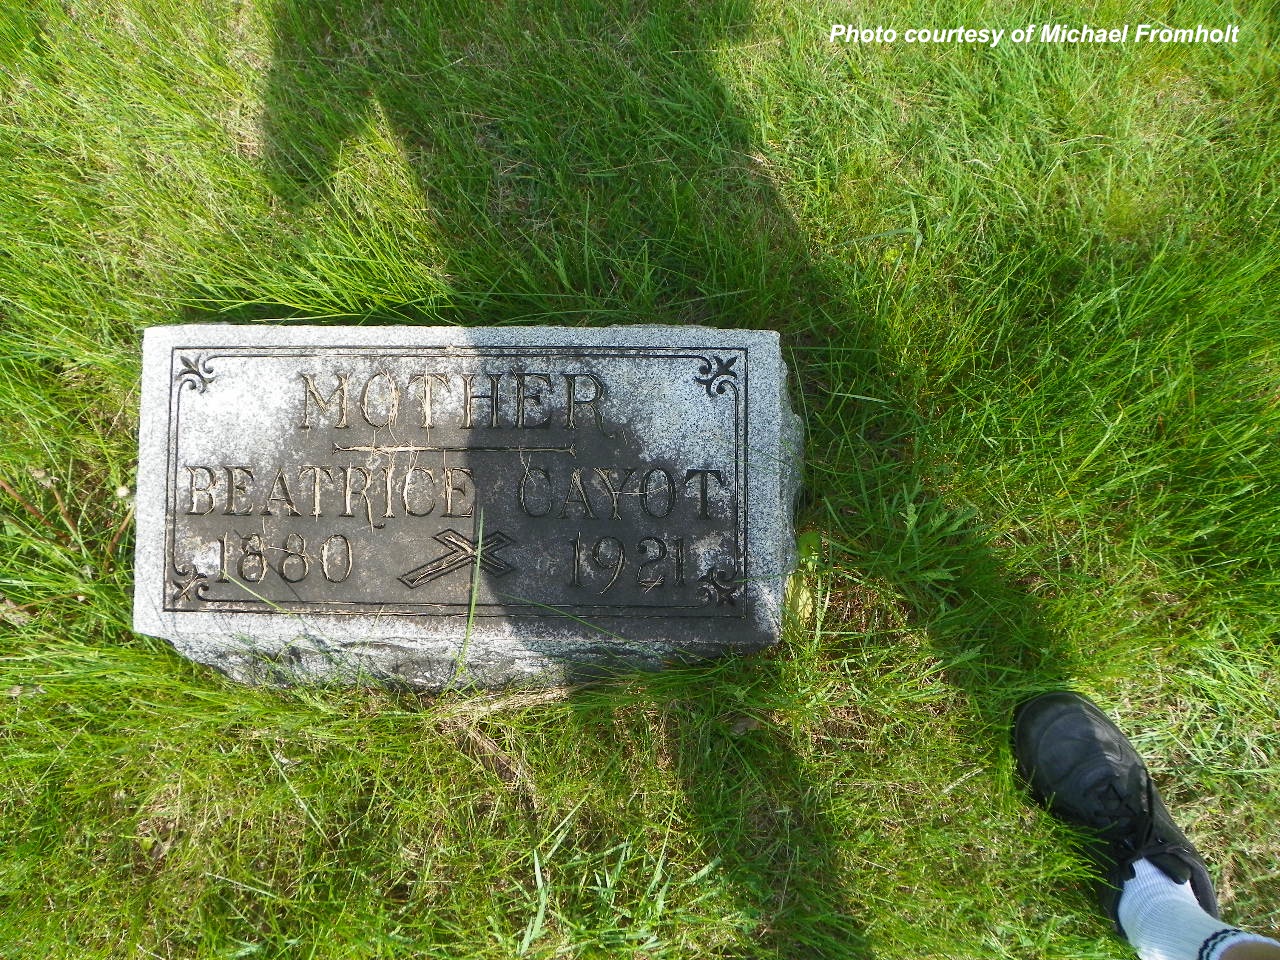 Photo courtesy of Michael Fromholt
MOTHER
BEATRICE CAYOT
1880 1921